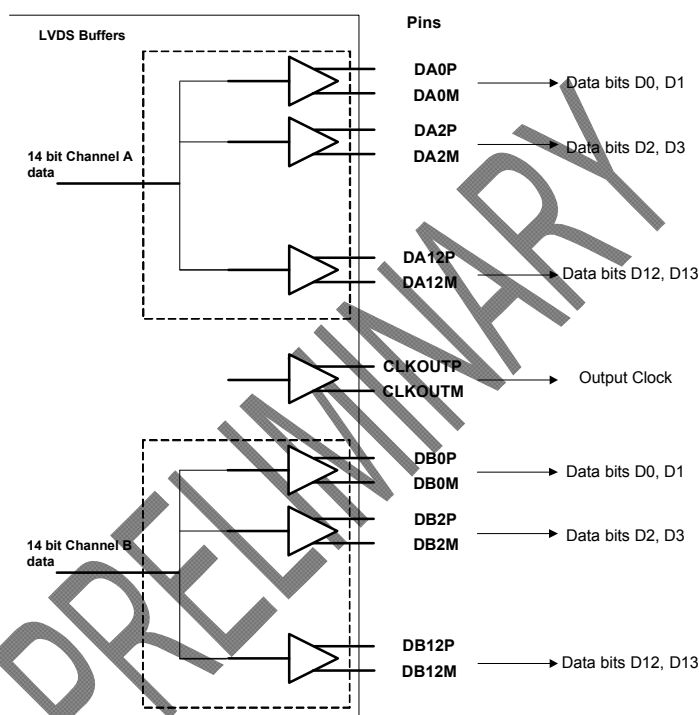 Pins
LVDS Buffers
DA0P
DA0M
Data bits D0, D1
DA2P
DA2M
Data bits D2, D3
14 bit Channel A
data
DA12P
DA12M
Data bits D12, D13
CLKOUTP
CLKOUTM
Output Clock
DB0P
DB0M
Data bits D0, D1
DB2P
DB2M
Data bits D2, D3
14 bit Channel B
data
DB12P
DB12M
Data bits D12, D13
PRELIMINARY